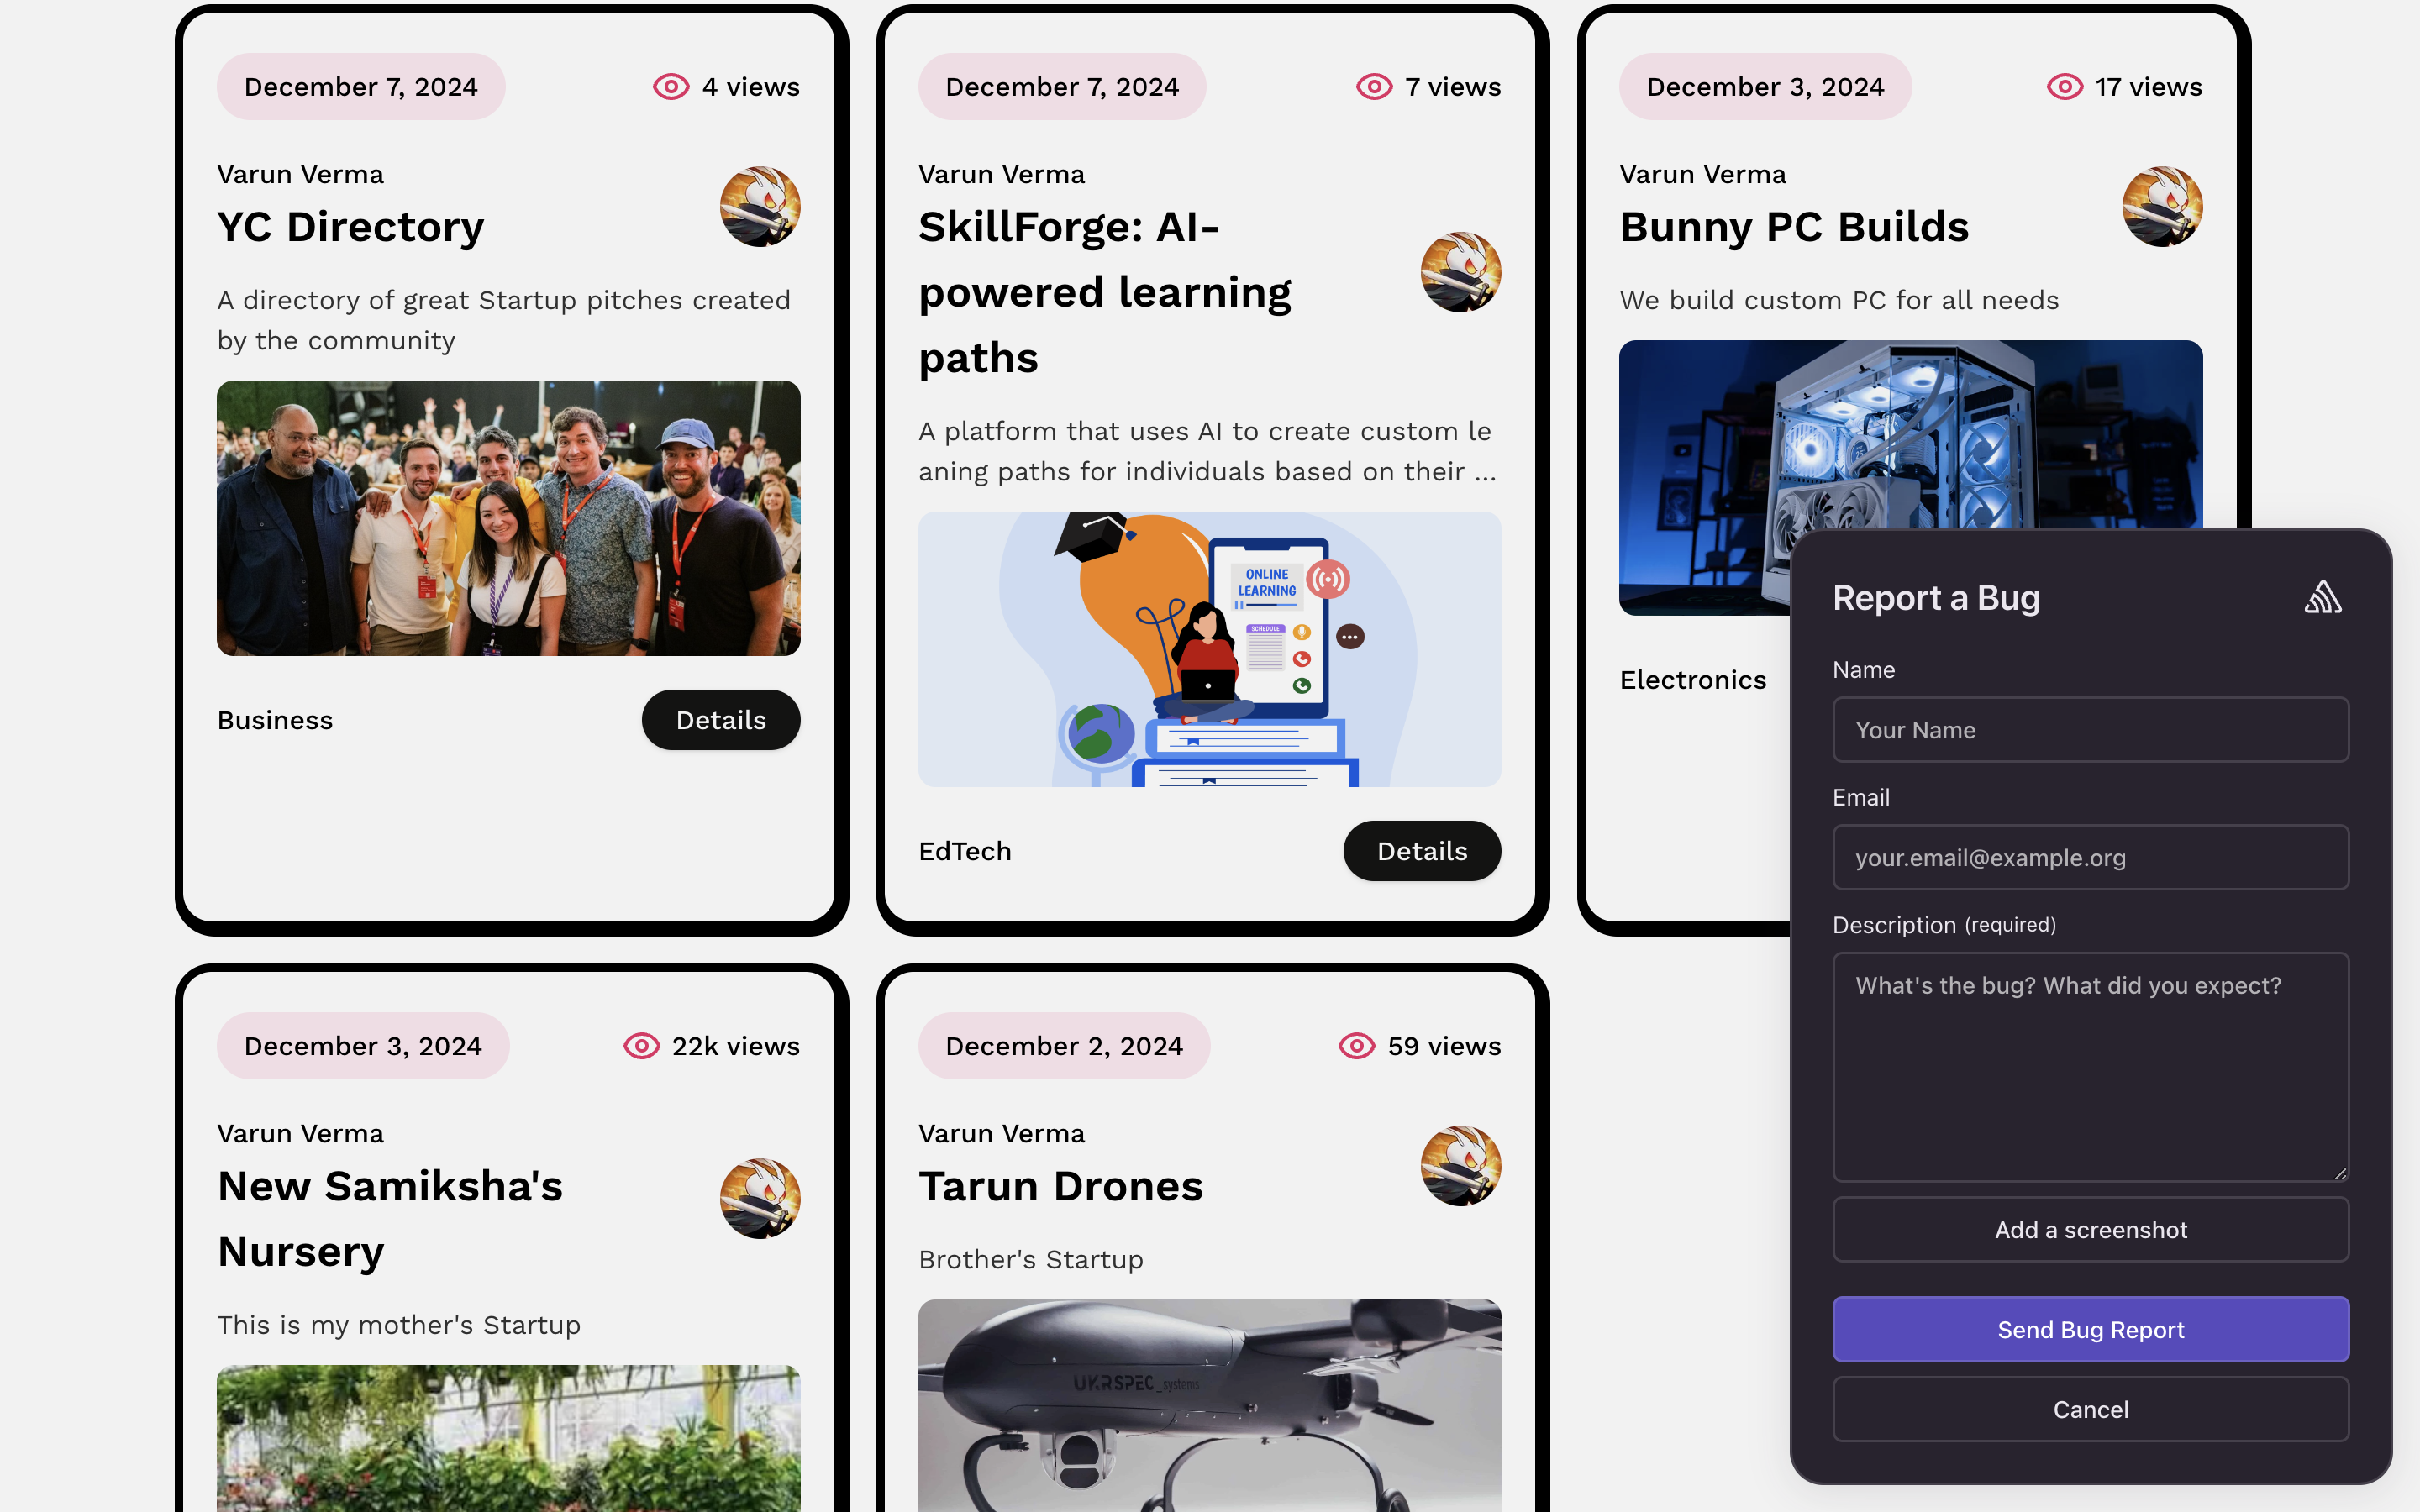 December 7, 2024
4 views
Varun Verma
YC Directory
A directory of great Startup pitches created
by the community
Business
Details
December 7, 2024
7 views
Varun Verma
SkillForge: AI-
powered learning
paths
A platform that uses AI to create custom le
aning paths for individuals based on their ...
ONLINE
LEARNING
SCHEDULE
EdTech
Details
December 3, 2024
17 views
Varun Verma
Bunny PC Builds
We build custom PC for all needs
Electronics
December 3, 2024
22k views
Varun Verma
New Samiksha's
Nursery
This is my mother's Startup
December 2, 2024
59 views
Varun Verma
Tarun Drones
Brother's Startup
UKRSPEC_systems
Report a Bug
Name
Your Name
Email
your.email@example.org
Description (required)
What's the bug? What did you expect?
Add a screenshot
Send Bug Report
Cancel